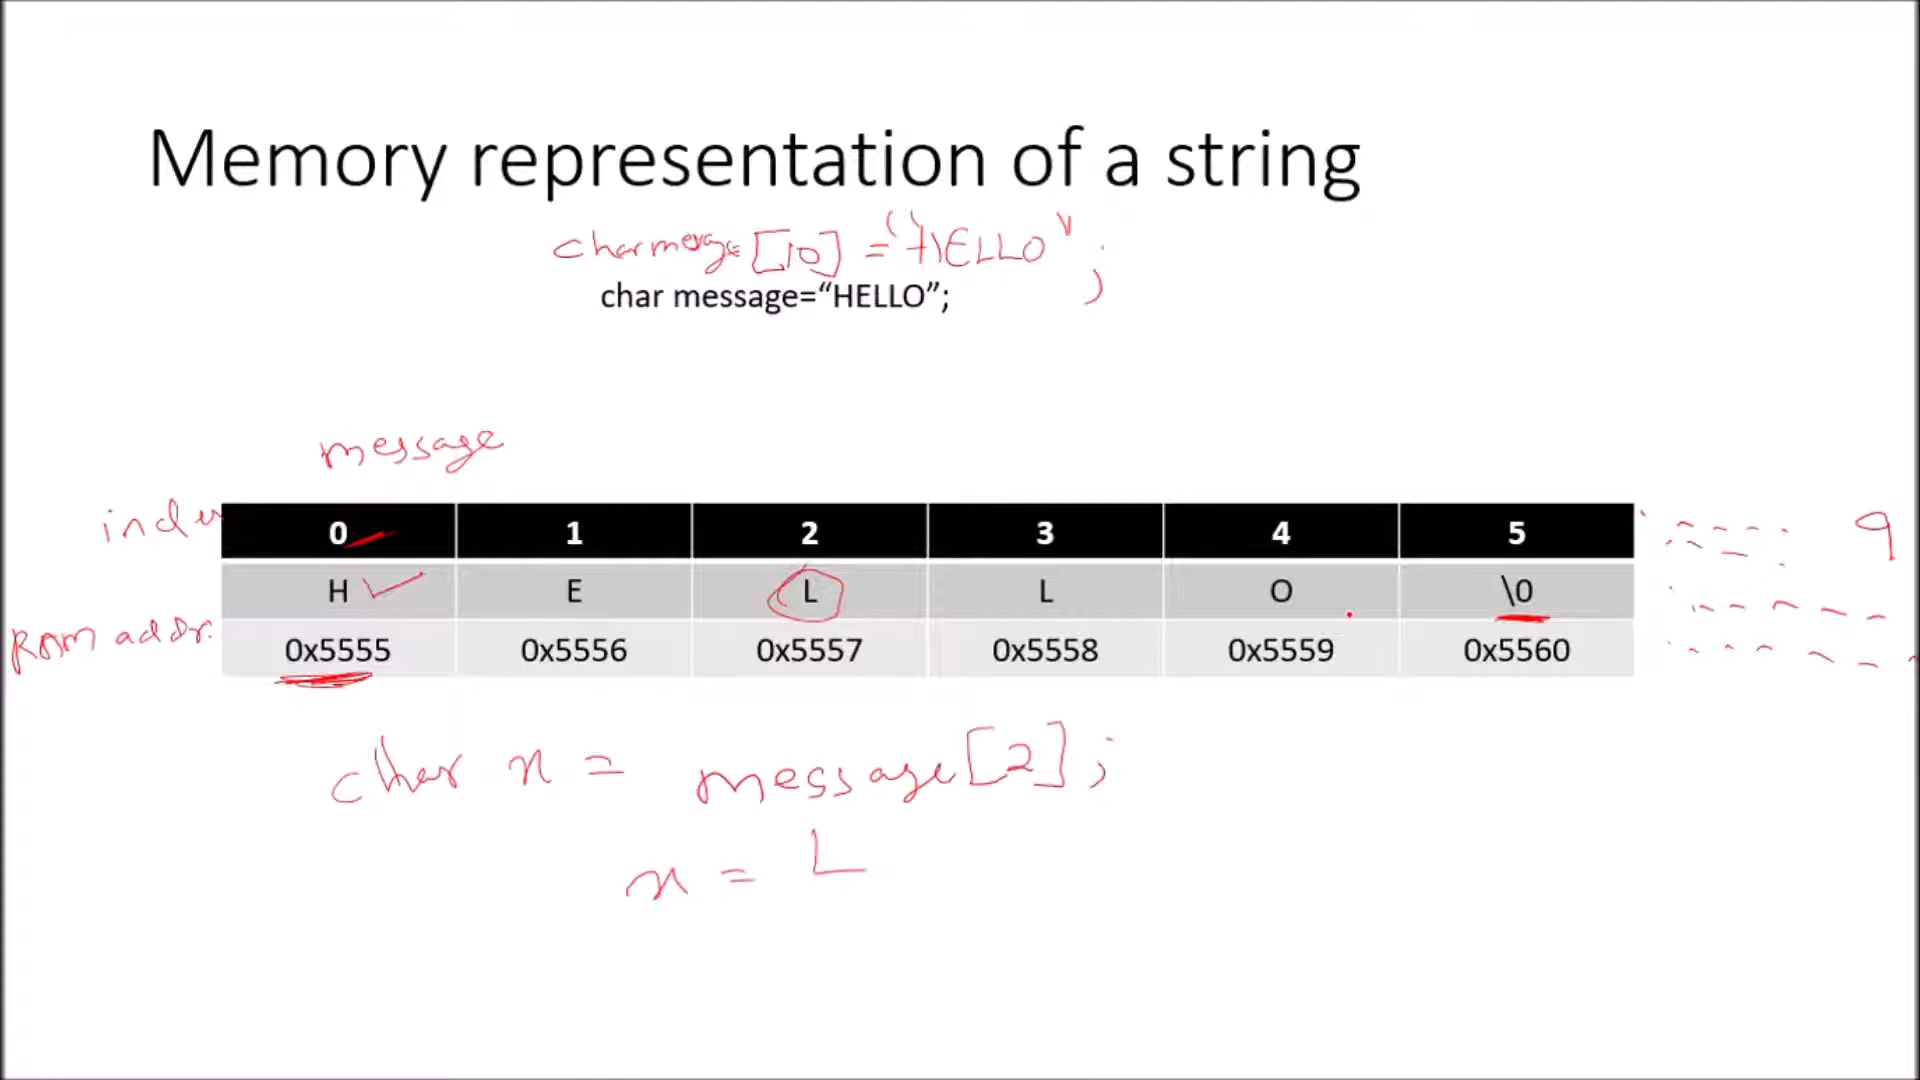 Memory representation of a string
char message [10] = "HELLO" ;
char message=“HELLO”;
message
index 0 1 2 3 4 5 9
H E L L O \0
RAM addr. 0x5555 0x5556 0x5557 0x5558 0x5559 0x5560
char x = message[2];
x = L